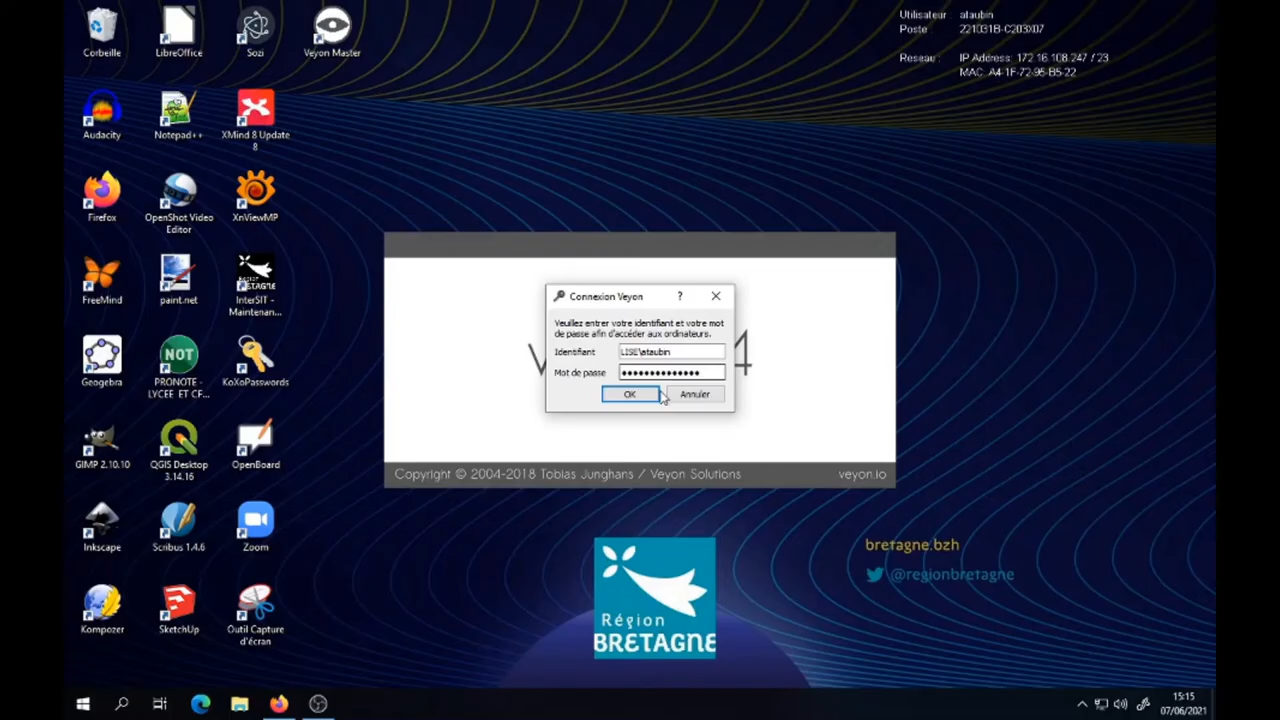 Utilisateur ataubin
Poste : 221031B-C203X07
Reseau : IP Address: 172.16.108.247 / 23
MAC: A4-1F-72-95-B5-22
Corbeille
LibreOffice
Sozi
Veyon Master
Audacity
Notepad++
XMind 8 Update
8
Firefox
OpenShot Video
Editor
XnViewMP
FreeMind
paint.net
InterSIT -
Maintenan...
Geogebra
NOT
PRONOTE -
LYCEE ET CF...
KoXoPasswords
GIMP 2.10.10
QGIS Desktop
3.14.16
OpenBoard
Inkscape
Scribus 1.4.6
Zoom
Kompozer
SketchUp
Outil Capture
d'écran
Connexion Veyon ?
Veuillez entrer votre identifiant et votre mot
de passe afin d'accéder aux ordinateurs.
Identifiant LISE\ataubin
Mot de passe ••••••••••••••
OK Annuler
4
Copyright © 2004-2018 Tobias Junghans / Veyon Solutions veyon.io
bretagne.bzh
@regionbretagne
Région
BRETAGNE
15:15
07/06/2021